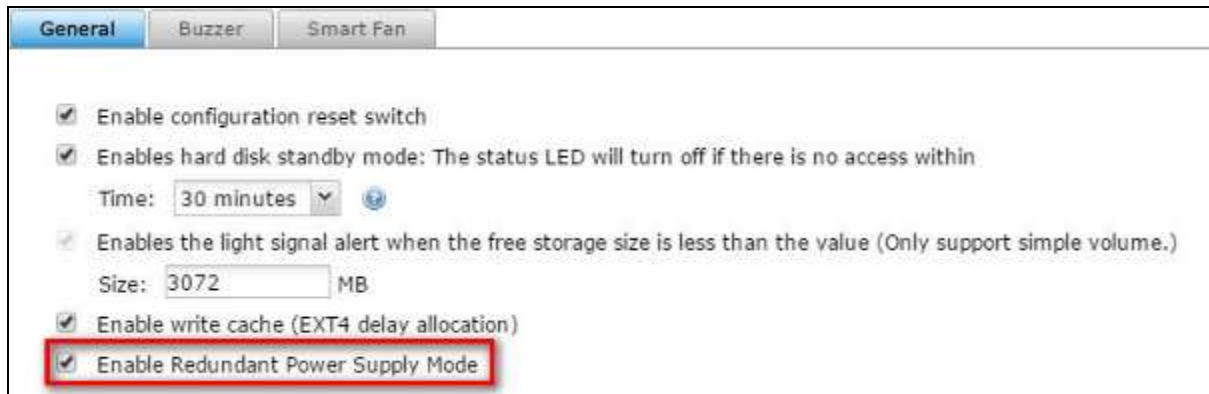 General Buzzer Smart Fan
Enable configuration reset switch
Enables hard disk standby mode: The status LED will turn off if there is no access within
Time: 30 minutes
Enables the light signal alert when the free storage size is less than the value (Only support simple volume.)
Size: 3072 MB
Enable write cache (EXT4 delay allocation)
Enable Redundant Power Supply Mode